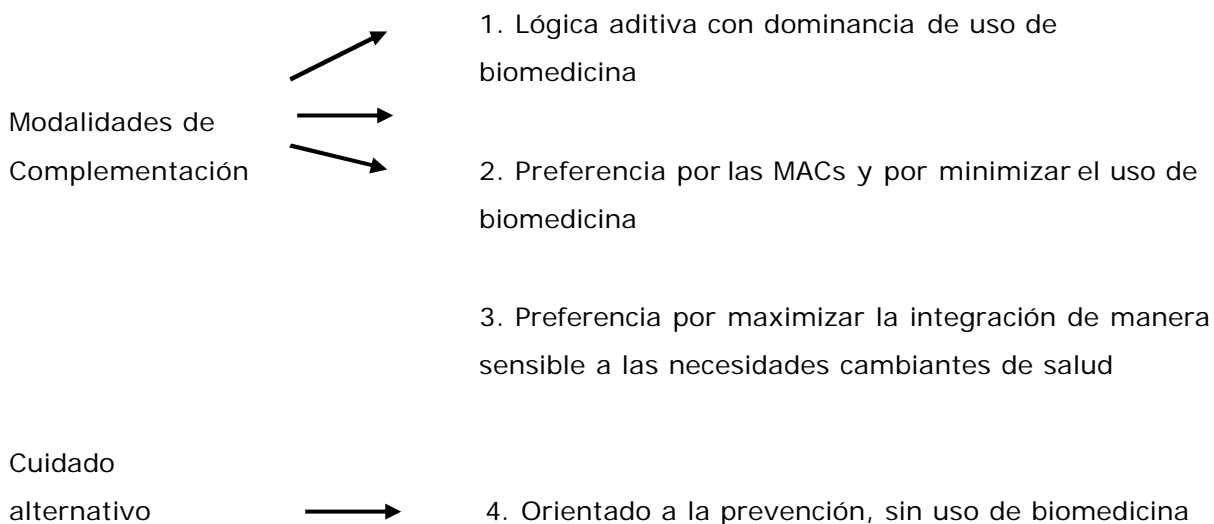 1. Lógica aditiva con dominancia de uso de
biomedicina
Modalidades de
Complementación
2. Preferencia por las MACs y por minimizar el uso de
biomedicina
3. Preferencia por maximizar la integración de manera
sensible a las necesidades cambiantes de salud
Cuidado
alternativo
4. Orientado a la prevención, sin uso de biomedicina